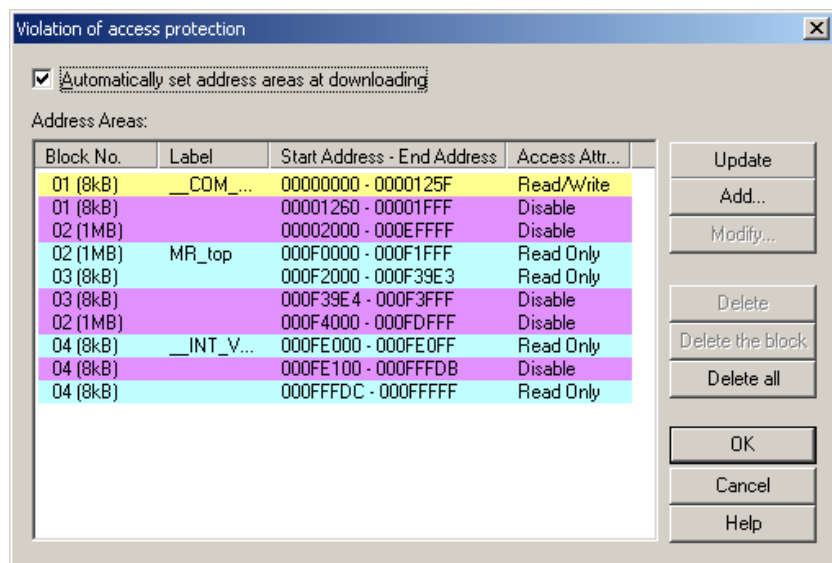 Violation of access protection
Automatically set address areas at downloading
Address Areas:
Block No. Label Start Address - End Address Access Attr...
01 (8kB) __COM_... 00000000 - 0000125F Read/Write
01 (8kB) 00001260 - 00001FFF Disable
02 (1MB) 00002000 - 000EFFFF Disable
02 (1MB) MR_top 000F0000 - 000F1FFF Read Only
03 (8kB) 000F2000 - 000F39E3 Read Only
03 (8kB) 000F39E4 - 000F3FFF Disable
02 (1MB) 000F4000 - 000FDFFF Disable
04 (8kB) __INT_V... 000FE000 - 000FE0FF Read Only
04 (8kB) 000FE100 - 000FFFDB Disable
04 (8kB) 000FFFDC - 000FFFFF Read Only
Update
Add...
Modify...
Delete
Delete the block
Delete all
OK
Cancel
Help